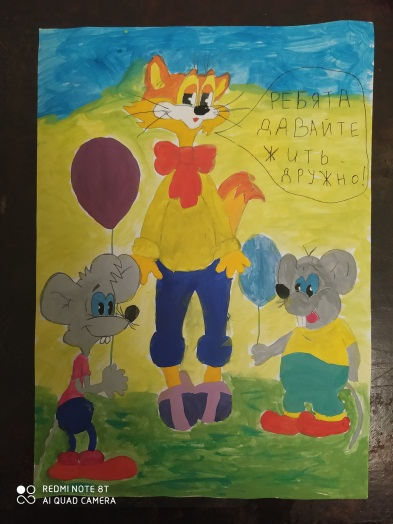 РЕБЯТА
ДАВАЙТЕ
ЖИТЬ.
ДРУЖНО!
REDMI NOTE 8T
AI QUAD CAMERA